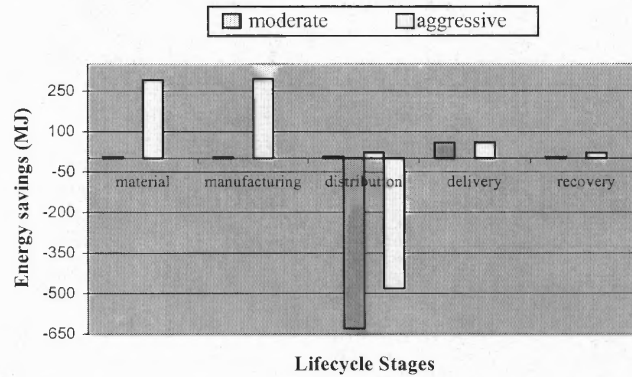 moderate aggressive
250
100
-50
material manufacturing distribution delivery recovery
-200
-350
-500
-650
Energy savings (MJ)
Lifecycle Stages